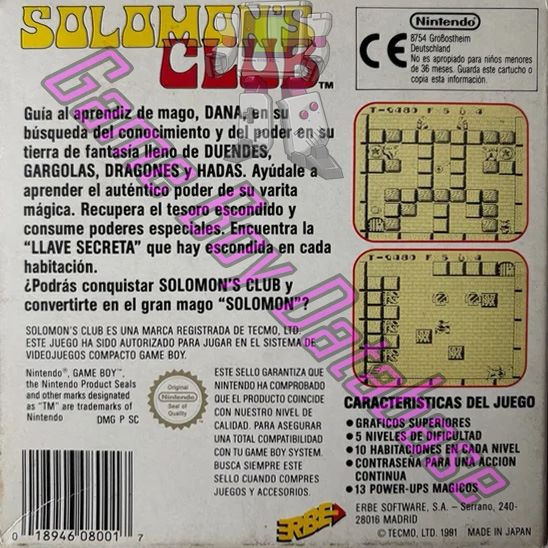 SOLOMON'S
CLUB™
Nintendo
CE
8754 Großostheim
Deutschland
No es apropiado para niños menores
de 36 meses. Guarda este cartucho o
copia esta información.
Guía al aprendiz de mago, DANA, en su
búsqueda del conocimiento y del poder en su
tierra de fantasía lleno de DUENDES,
GARGOLAS, DRAGONES y HADAS. Ayúdale a
aprender el auténtico poder de su varita
mágica. Recupera el tesoro escondido y
consume poderes especiales. Encuentra la
“LLAVE SECRETA” que hay escondida en cada
habitación.
¿Podrás conquistar SOLOMON'S CLUB y
convertirte en el gran mago “SOLOMON”?
SOLOMON'S CLUB ES UNA MARCA REGISTRADA DE TECMO, LTD.
ESTE JUEGO HA SIDO AUTORIZADO PARA JUGAR EN EL SISTEMA DE
VIDEOJUEGOS COMPACTO GAME BOY.
Nintendo®, GAME BOY™,
the Nintendo Product Seals
and other marks designated
as “TM” are trademarks of
Nintendo
DMG P SC
Original
Nintendo
Seal of
Quality
ESTE SELLO GARANTIZA QUE
NINTENDO HA COMPROBADO
QUE EL PRODUCTO COINCIDE
CON NUESTRO NIVEL DE
CALIDAD. PARA ASEGURAR
UNA TOTAL COMPATIBILIDAD
CON TU GAME BOY SYSTEM.
BUSCA SIEMPRE ESTE
SELLO CUANDO COMPRES
JUEGOS Y ACCESORIOS.
CARACTERISTICAS DEL JUEGO
• GRAFICOS SUPERIORES
• 5 NIVELES DE DIFICULTAD
• 10 HABITACIONES EN CADA NIVEL
• CONTRASEÑA PARA UNA ACCION
CONTINUA
• 13 POWER-UPS MAGICOS
0 18946 08001 7
ERBE
ERBE SOFTWARE, S.A. – Serrano, 240-
28016 MADRID
© TECMO, LTD. 1991 MADE IN JAPAN
Game Boy Database